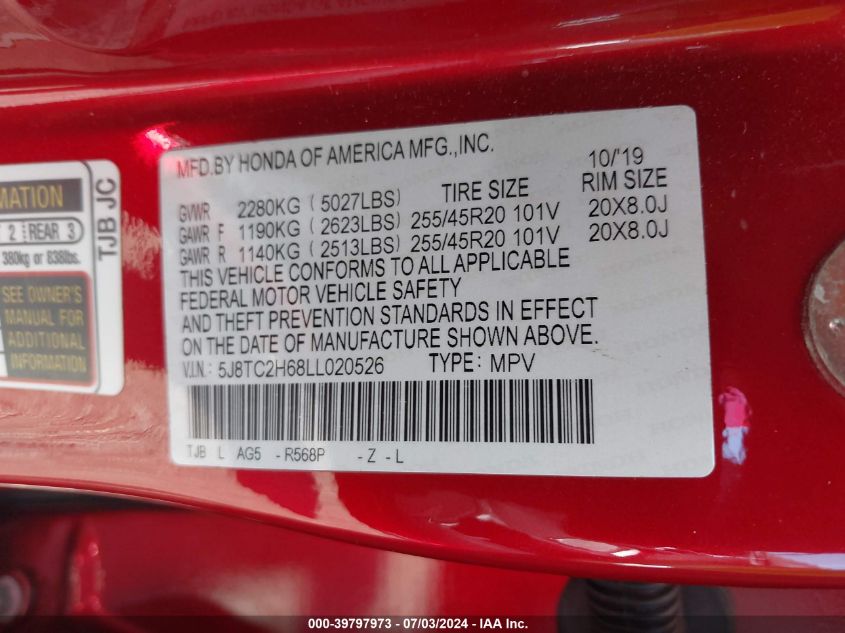 MFD.BY HONDA OF AMERICA MFG.,INC. 10/'19
TIRE SIZE RIM SIZE
GVWR 2280KG (5027LBS)
GAWR F 1190KG (2623LBS) 255/45R20 101V 20X8.0J
GAWR R 1140KG (2513LBS) 255/45R20 101V 20X8.0J
THIS VEHICLE CONFORMS TO ALL APPLICABLE
FEDERAL MOTOR VEHICLE SAFETY
AND THEFT PREVENTION STANDARDS IN EFFECT
ON THE DATE OF MANUFACTURE SHOWN ABOVE.
V.I.N.: 5J8TC2H68LL020526 TYPE: MPV
TJB L AG5 -R568P -Z -L
MATION
2 REAR 3
380kg or 838lbs.
SEE OWNER'S
MANUAL FOR
ADDITIONAL
INFORMATION
TJB JC
000-39797973 - 07/03/2024 - IAA Inc.